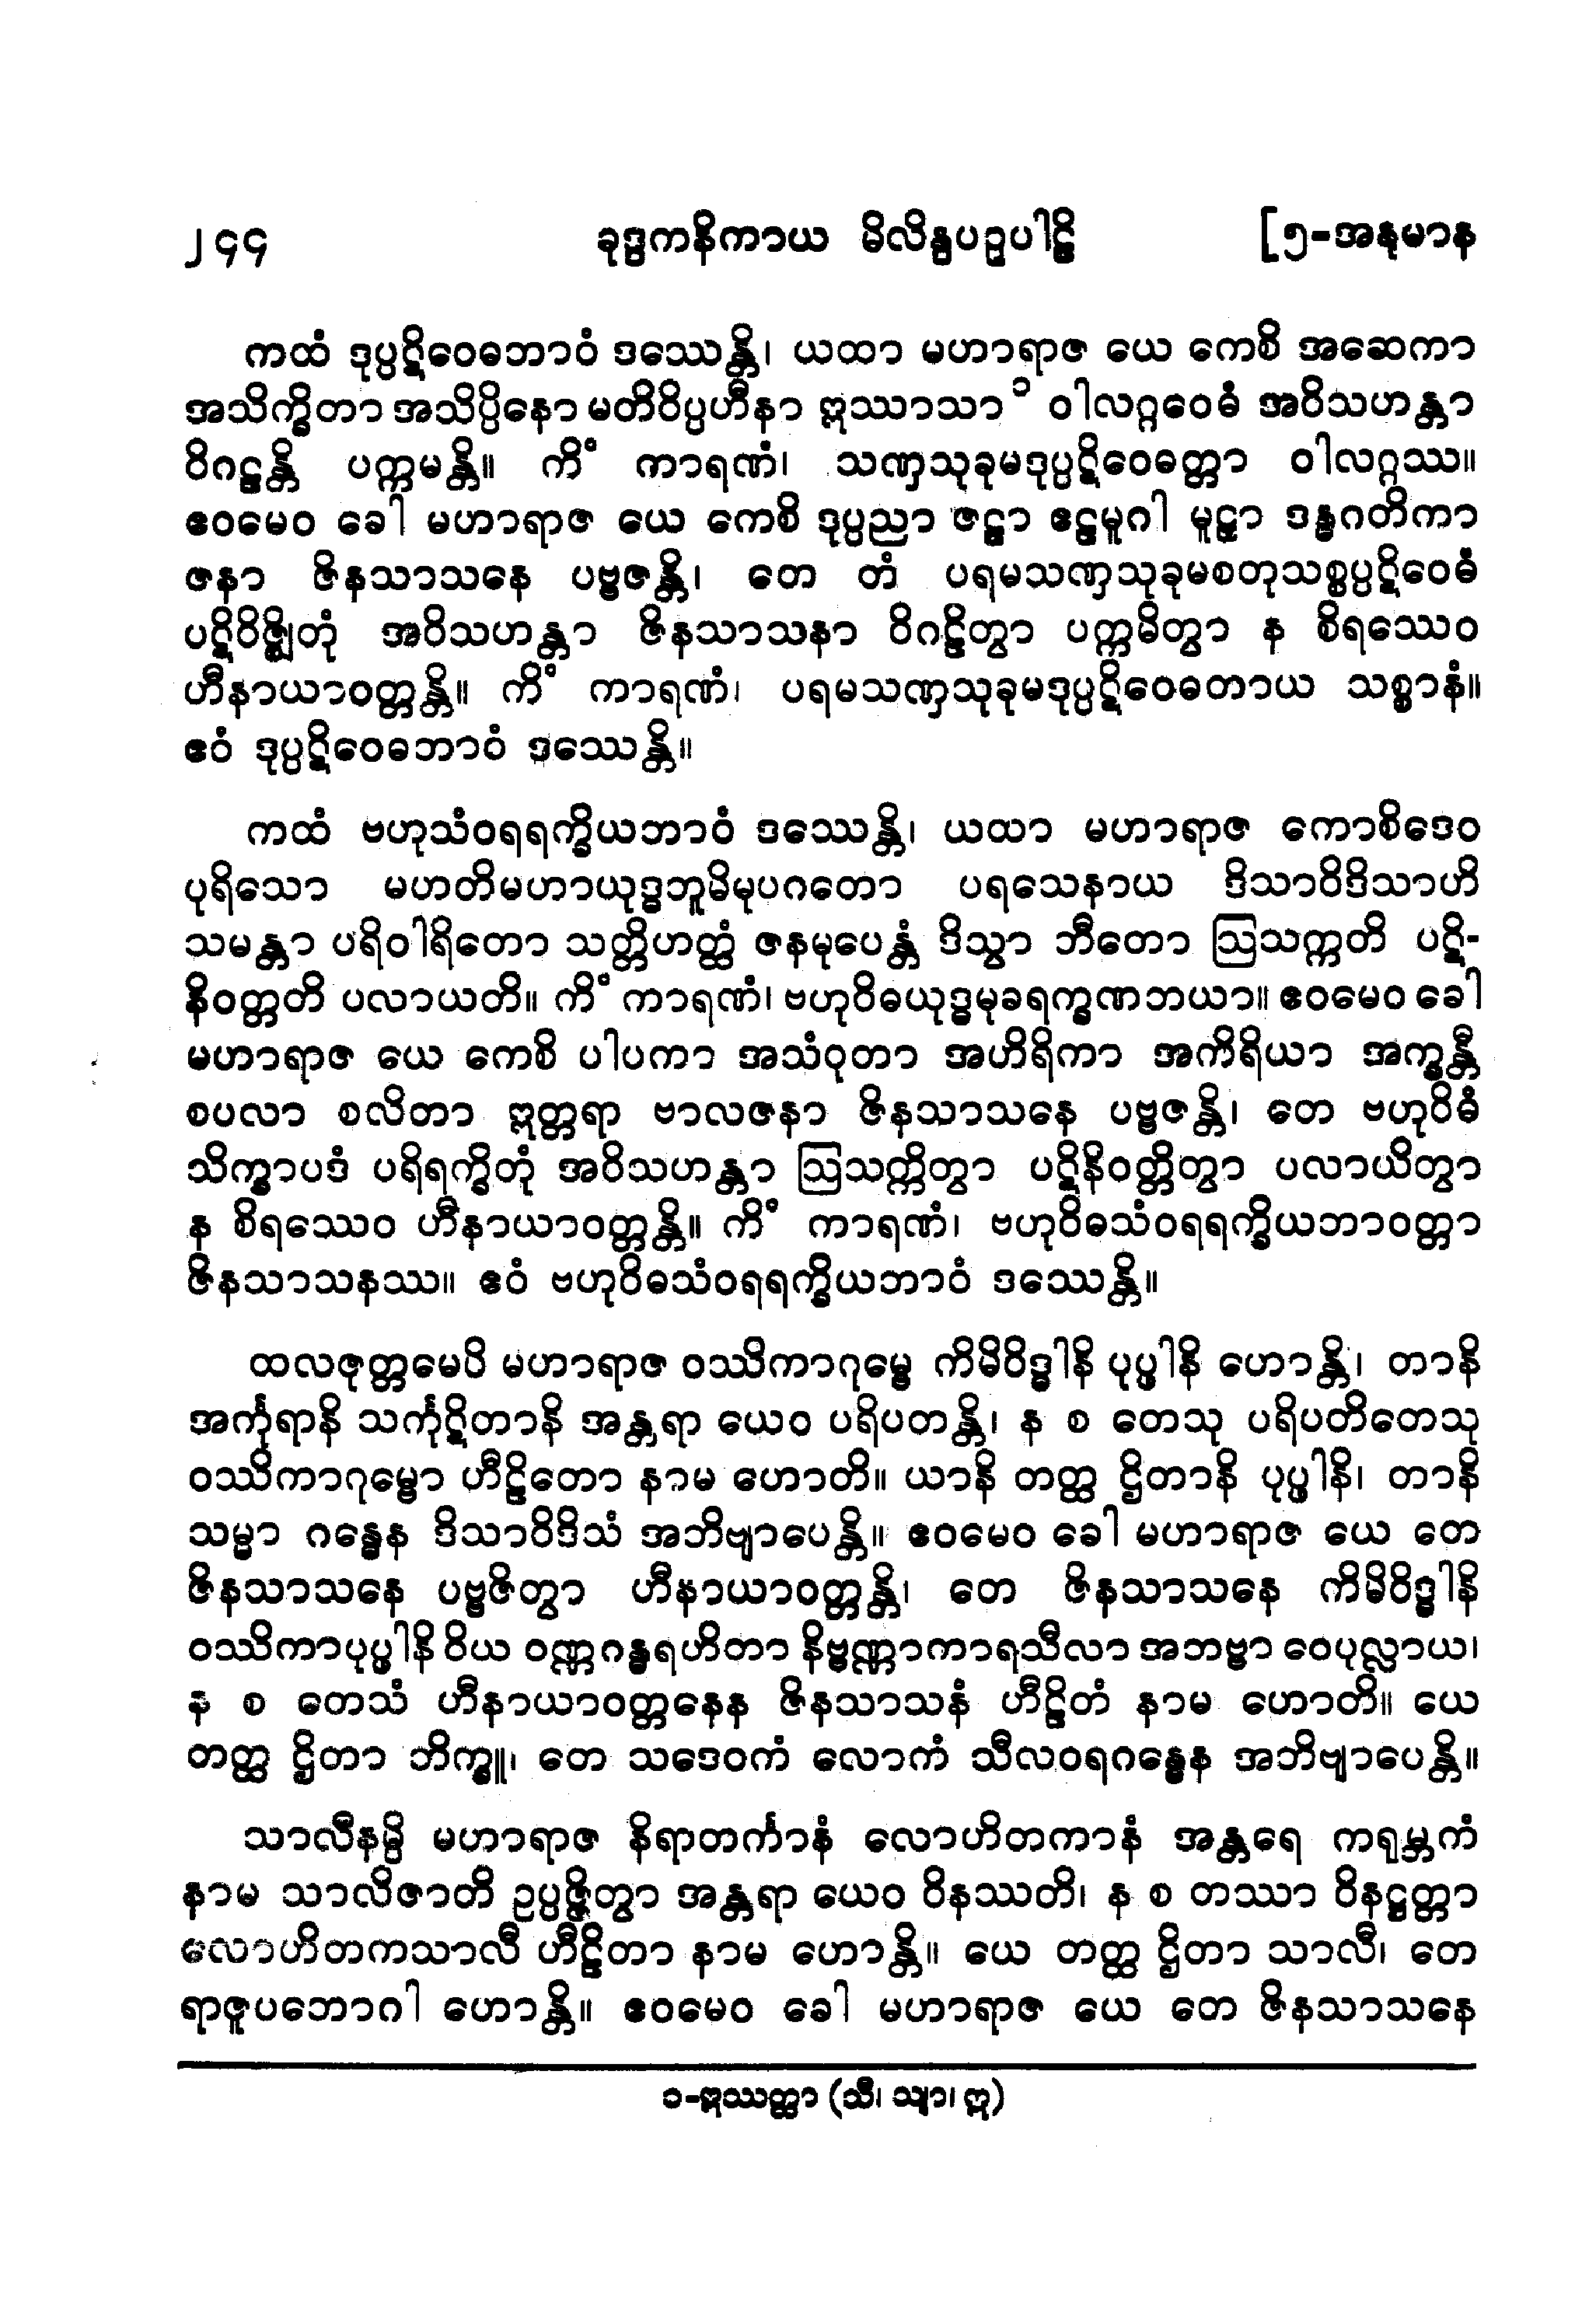 ၂၄၄ ခုဒ္ဒကနိကာယ မိလိန္ဒပဉှပါဠိ [၅-အနုမာန
ကထံ ဒုပ္ပဋိဝေဓဘာဝံ ဒဿေန္တိ၊ ယထာ မဟာရာဇ ယေ ကေစိ အဆေကာ
အသိက္ခိတာ အသိပ္ပိနော မတိဝိပ္ပဟီနာ ဣဿာသာ ၁ ဝါလဂ္ဂဝေဓံ အဝိသဟန္တာ
ဝိဂဠန္တိ ပက္ကမန္တိ။ ကိံ ကာရဏံ၊ သဏှသုခုမဒုပ္ပဋိဝေဓတ္တာ ဝါလဂ္ဂဿ။
ဧဝမေဝ ခေါ မဟာရာဇ ယေ ကေစိ ဒုပ္ပညာ ဇဠာ ဧဠမူဂါ မူဠှာ ဒန္ဓဂတိကာ
ဇနာ ဇိနသာသနေ ပဗ္ဗဇန္တိ၊ တေ တံ ပရမသဏှသုခုမစတုသစ္စပ္ပဋိဝေဓံ
ပဋိဝိဇ္ဈိတုံ အဝိသဟန္တာ ဇိနသာသနာ ဝိဂဠိတွာ ပက္ကမိတွာ န စိရဿေဝ
ဟီနာယာဝတ္တန္တိ။ ကိံ ကာရဏံ၊ ပရမသဏှသုခုမဒုပ္ပဋိဝေဓတာယ သစ္စာနံ။
ဧဝံ ဒုပ္ပဋိဝေဓဘာဝံ ဒဿေန္တိ။
ကထံ ဗဟုသံဝရရက္ခိယဘာဝံ ဒဿေန္တိ၊ ယထာ မဟာရာဇ ကောစိဒေဝ
ပုရိသော မဟတိမဟာယုဒ္ဓဘူမိမုပဂတော ပရသေနာယ ဒိသာဝိဒိသာဟိ
သမန္တာ ပရိဝါရိတော သတ္တိဟတ္ထံ ဇနမုပေန္တံ ဒိသွာ ဘီတော ဩသက္ကတိ ပဋိ-
နိဝတ္တတိ ပလာယတိ။ ကိံ ကာရဏံ၊ ဗဟုဝိဓယုဒ္ဓမုခရက္ခဏဘယာ။ ဧဝမေဝ ခေါ
မဟာရာဇ ယေ ကေစိ ပါပကာ အသံဝုတာ အဟိရိကာ အကိရိယာ အက္ခန္တီ
စပလာ စလိတာ ဣတ္တရာ ဗာလဇနာ ဇိနသာသနေ ပဗ္ဗဇန္တိ၊ တေ ဗဟုဝိဓံ
သိက္ခာပဒံ ပရိရက္ခိတုံ အဝိသဟန္တာ ဩသက္ကိတွာ ပဋိနိဝတ္တိတွာ ပလာယိတွာ
န စိရဿေဝ ဟီနာယာဝတ္တန္တိ။ ကိံ ကာရဏံ၊ ဗဟုဝိဓသံဝရရက္ခိယဘာဝတ္တာ
ဇိနသာသနဿ။ ဧဝံ ဗဟုဝိဓသံဝရရက္ခိယဘာဝံ ဒဿေန္တိ။
ထလဇုတ္တမေပိ မဟာရာဇ ဝဿိကာဂုမ္ဗေ ကိမိဝိဒ္ဓါနိ ပုပ္ဖါနိ ဟောန္တိ၊ တာနိ
အင်္ကုရာနိ သင်္ကုဋိတာနိ အန္တရာ ယေဝ ပရိပတန္တိ၊ န စ တေသု ပရိပတိတေသု
ဝဿိကာဂုမ္ဗော ဟီဠိတော နာမ ဟောတိ။ ယာနိ တတ္ထ ဌိတာနိ ပုပ္ဖါနိ၊ တာနိ
သမ္မာ ဂန္ဓေန ဒိသာဝိဒိသံ အဘိဗျာပေန္တိ။ ဧဝမေဝ ခေါ မဟာရာဇ ယေ တေ
ဇိနသာသနေ ပဗ္ဗဇိတွာ ဟီနာယာဝတ္တန္တိ၊ တေ ဇိနသာသနေ ကိမိဝိဒ္ဓါနိ
ဝဿိကာပုပ္ဖါနိ ဝိယ ဝဏ္ဏဂန္ဓရဟိတာ နိဗ္ဗဏ္ဏာကာရသီလာ အဘဗ္ဗာ ဝေပုလ္လာယ၊
န စ တေသံ ဟီနာယာဝတ္တနေန ဇိနသာသနံ ဟီဠိတံ နာမ ဟောတိ။ ယေ
တတ္ထ ဌိတာ ဘိက္ခူ၊ တေ သဒေဝကံ လောကံ သီလဝရဂန္ဓေန အဘိဗျာပေန္တိ။
သာလီနမ္ပိ မဟာရာဇ နိရာတင်္ကာနံ လောဟိတကာနံ အန္တရေ ကရုမ္ဘကံ
နာမ သာလိဇာတိ ဥပ္ပဇ္ဇိတွာ အန္တရာ ယေဝ ဝိနဿတိ၊ န စ တဿာ ဝိနဋ္ဌတ္တာ
လောဟိတကသာလီ ဟီဠိတာ နာမ ဟောန္တိ။ ယေ တတ္ထ ဌိတာ သာလီ၊ တေ
ရာဇူပဘောဂါ ဟောန္တိ။ ဧဝမေဝ ခေါ မဟာရာဇ ယေ တေ ဇိနသာသနေ
၁-ဣဿတ္ထာ (သီ၊ သျာ၊ ဣ)